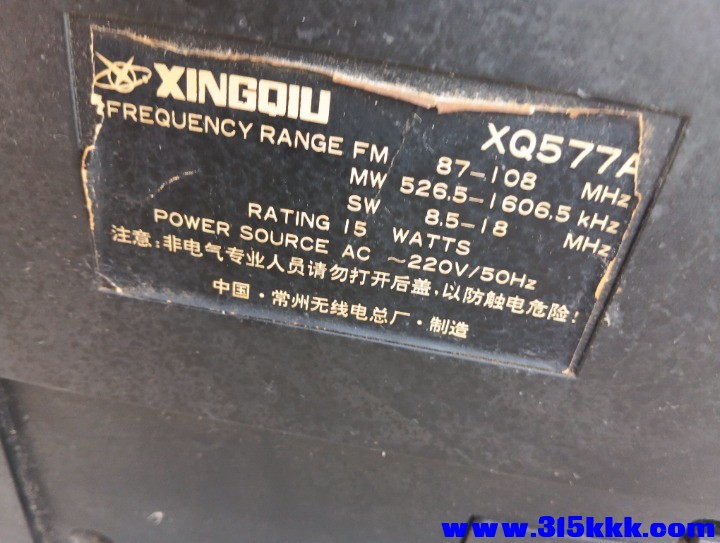 XINGQIU
XQ577A
FREQUENCY RANGE FM 87-108 MHz
MW 526.5-1606.5 kHz
SW 8.5-18 MHz
RATING 15 WATTS
POWER SOURCE AC ~220V/50Hz
注意:非电气专业人员请勿打开后盖,以防触电危险!
中国·常州无线电总厂·制造
www.315kkk.com